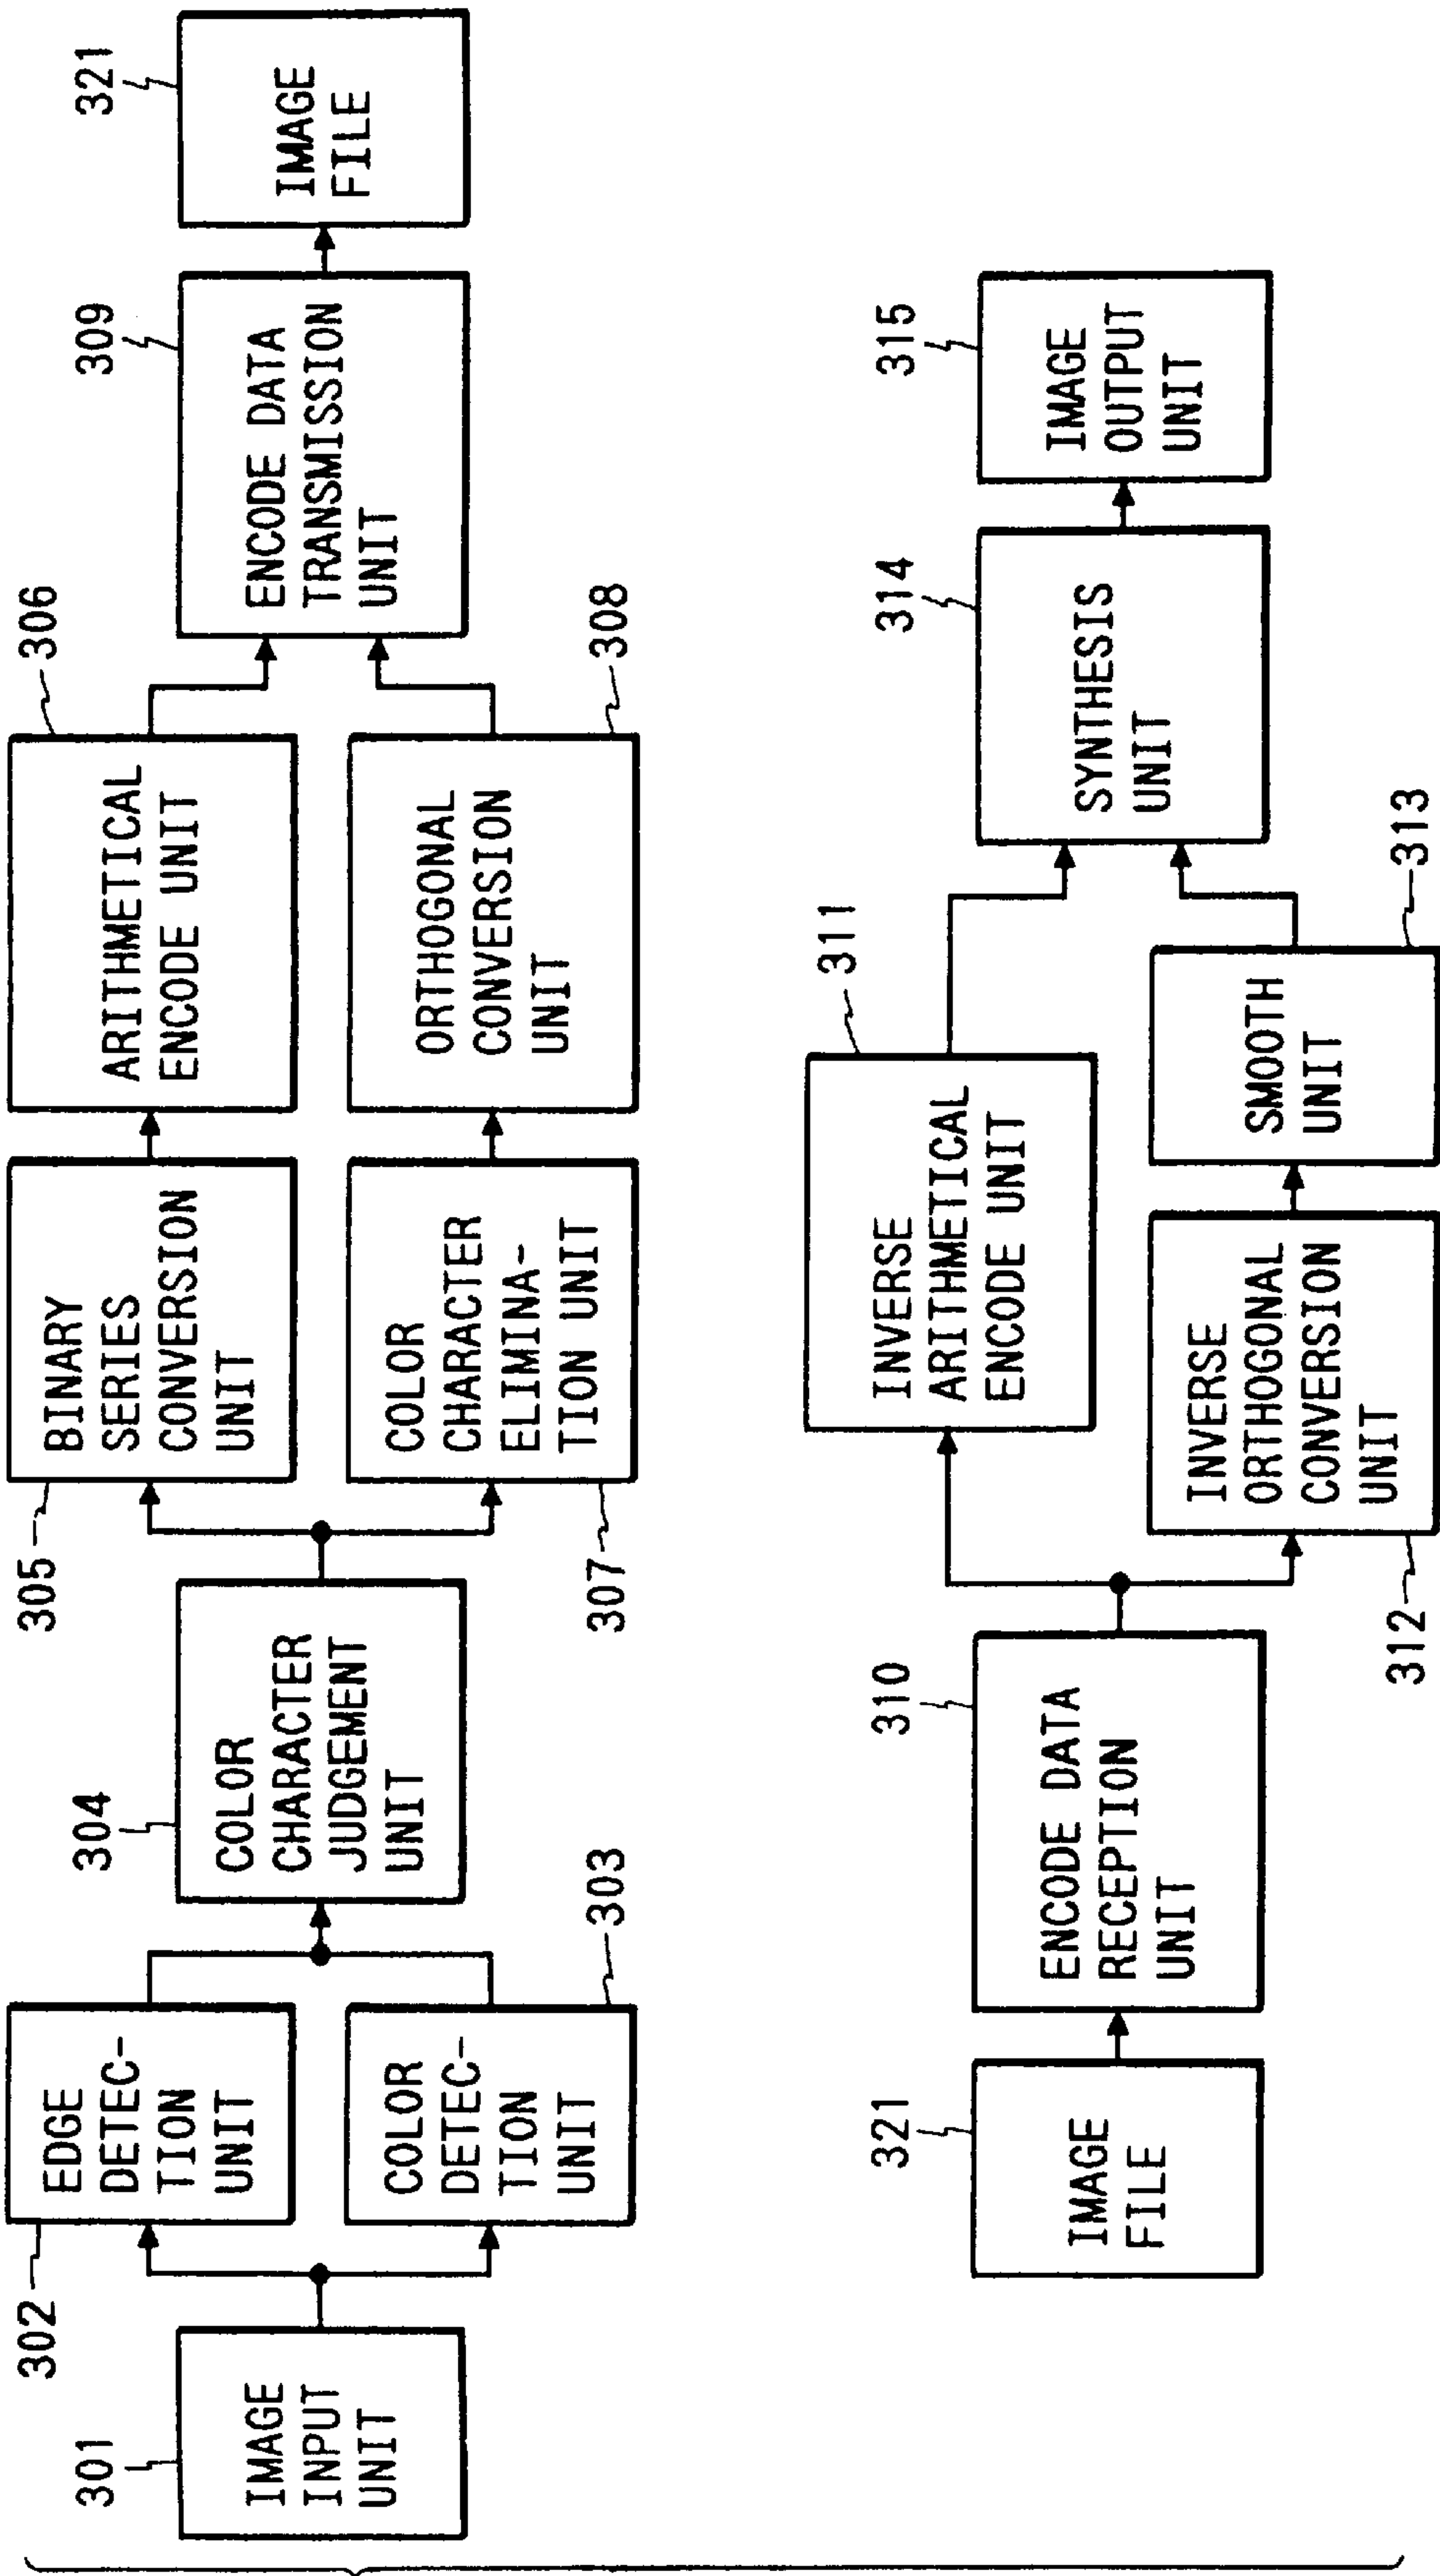 301
IMAGE
INPUT
UNIT
302
EDGE
DETEC-
TION
UNIT
303
COLOR
DETEC-
TION
UNIT
304
COLOR
CHARACTER
JUDGEMENT
UNIT
305
BINARY
SERIES
CONVERSION
UNIT
306
ARITHMETICAL
ENCODE UNIT
307
COLOR
CHARACTER
ELIMINA-
TION UNIT
308
ORTHOGONAL
CONVERSION
UNIT
309
ENCODE DATA
TRANSMISSION
UNIT
321
IMAGE
FILE
321
IMAGE
FILE
310
ENCODE DATA
RECEPTION
UNIT
311
INVERSE
ARITHMETICAL
ENCODE UNIT
312
INVERSE
ORTHOGONAL
CONVERSION
UNIT
313
SMOOTH
UNIT
314
SYNTHESIS
UNIT
315
IMAGE
OUTPUT
UNIT